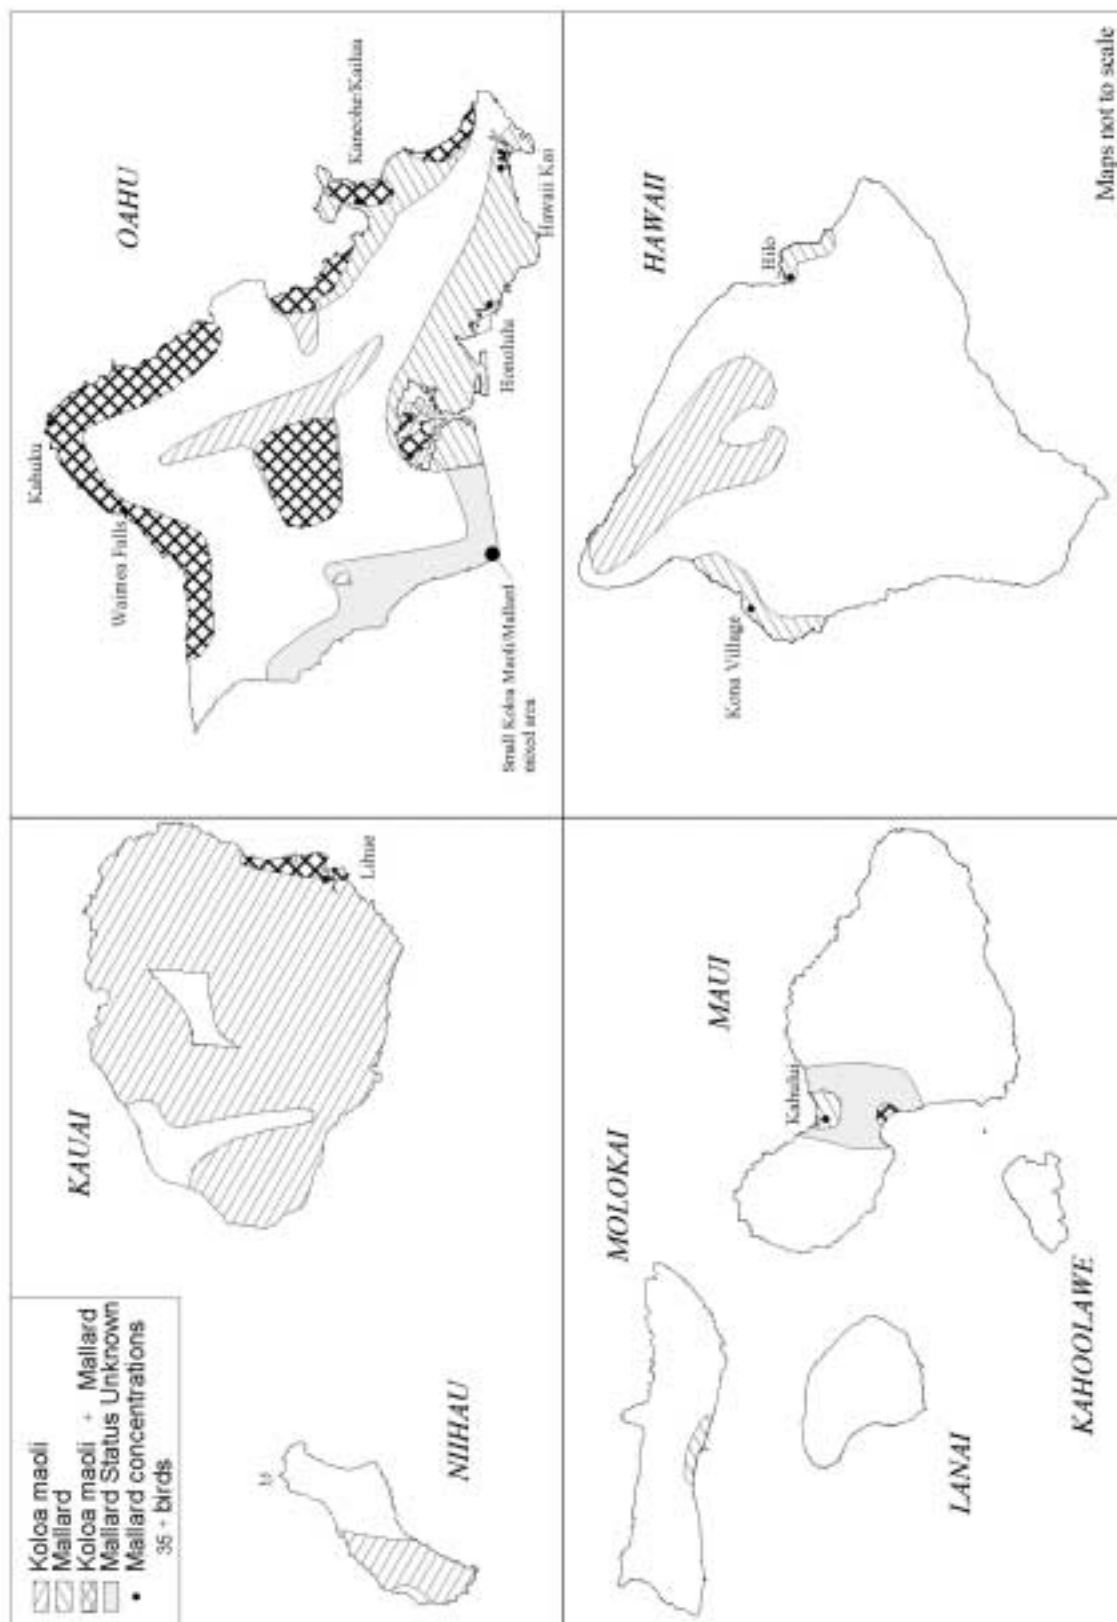 Koloa maoli
Mallard
Koloa maoli + Mallard
Mallard Status Unknown
Mallard concentrations
35 + birds
NIIHAU
KAUAI
Lihue
OAHU
Kahuku
Waimea Falls
Kaneohe/Kailua
Hawaii Kai
Honolulu
Small Koloa Maoli/Mallard
mixed area
MOLOKAI
LANAI
KAHOOLAWE
MAUI
Kahului
HAWAII
Hilo
Kona Village
Maps not to scale